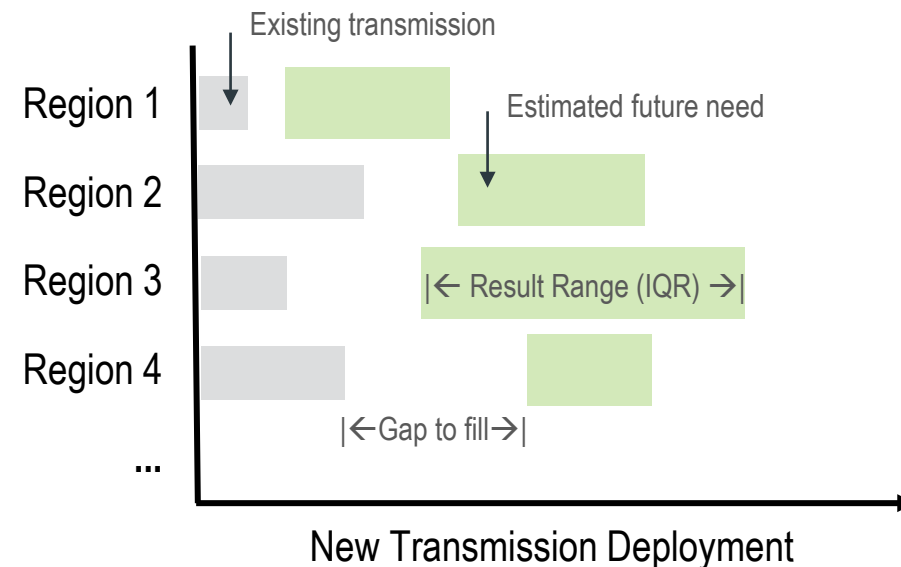 Existing transmission
Region 1
Estimated future need
Region 2
Region 3
|← Result Range (IQR) →|
Region 4
|←Gap to fill→|
...
New Transmission Deployment